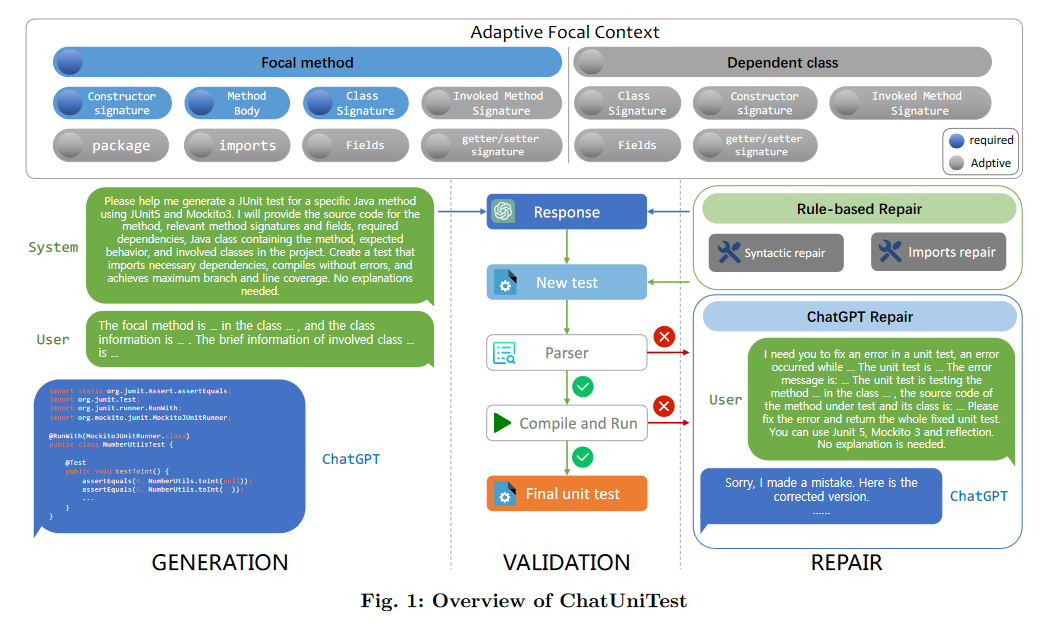 Adaptive Focal Context
Focal method
Dependent class
Constructor
signature
Method
Body
Class
Signature
Invoked Method
Signature
Class
Signature
Constructor
signature
Invoked Method
Signature
package
imports
Fields
getter/setter
signature
Fields
getter/setter
signature
required
Adptive
System
Please help me generate a JUnit test for a specific Java method
using JUnit5 and Mockito3. I will provide the source code for the
method, relevant method signatures and fields, required
dependencies, Java class containing the method, expected
behavior, and involved classes in the project. Create a test that
imports necessary dependencies, compiles without errors, and
achieves maximum branch and line coverage. No explanations
needed.
User
The focal method is ... in the class ... , and the class
information is ... . The brief information of involved class ...
is ...
import static org.junit.Assert.assertEquals;
import org.junit.Test;
import org.junit.runner.RunWith;
import org.mockito.junit.MockitoJUnitRunner;
@RunWith(MockitoJUnitRunner.class)
public class NumberUtilsTest {
@Test
public void testToInt() {
assertEquals(0, NumberUtils.toInt(null));
assertEquals(0, NumberUtils.toInt( ));
...
}
}
ChatGPT
GENERATION
Response
New test
Parser
Compile and Run
Final unit test
VALIDATION
Rule-based Repair
Syntactic repair
Imports repair
ChatGPT Repair
User
I need you to fix an error in a unit test, an error
occurred while ... The unit test is ... The error
message is: ... The unit test is testing the
method ... in the class ... , the source code of
the method under test and its class is: ... Please
fix the error and return the whole fixed unit test.
You can use Junit 5, Mockito 3 and reflection.
No explanation is needed.
Sorry, I made a mistake. Here is the
corrected version.
......
ChatGPT
REPAIR
Fig. 1: Overview of ChatUniTest